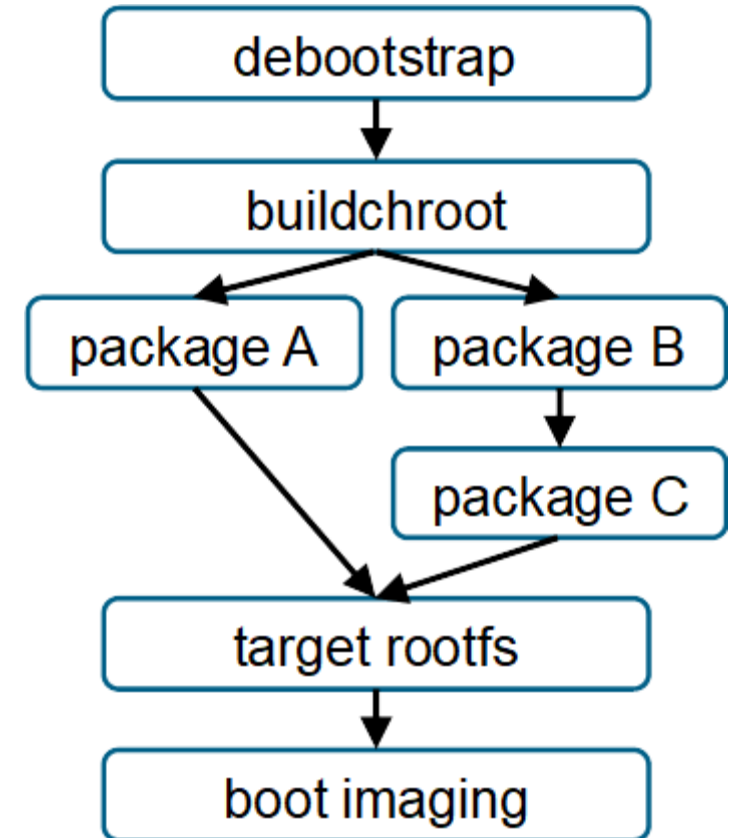 debootstrap
buildchroot
package A
package B
package C
target rootfs
boot imaging